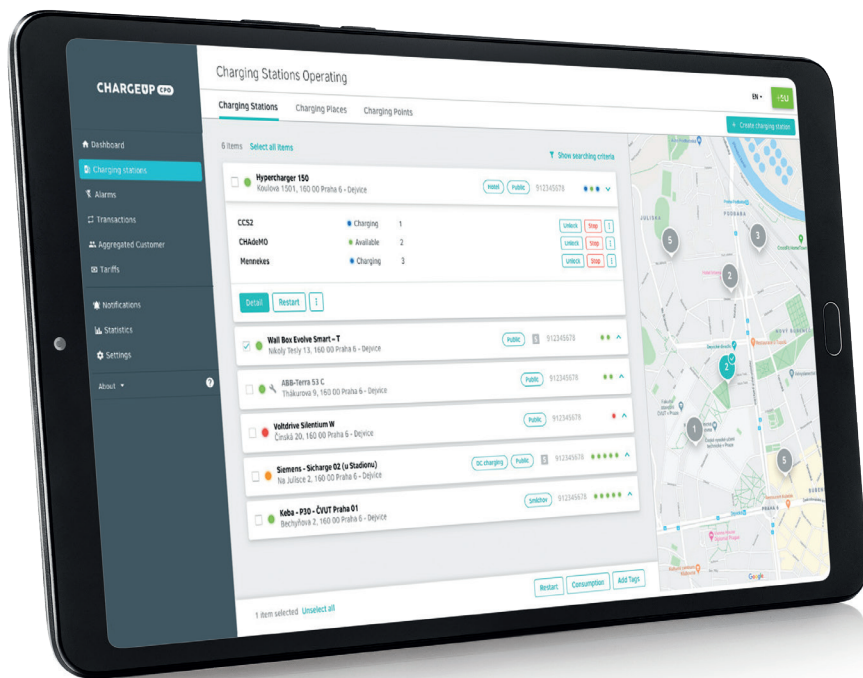 CHARGEUP CPO
Dashboard
Charging stations
Alarms
Transactions
Aggregated Customer
Tariffs
Notifications
Statistics
Settings
About
?
Charging Stations Operating
EN
+SU
Charging Stations Charging Places Charging Points
+ Create charging station
6 items Select all items
Show searching criteria
Hypercharger 150
Koulova 1501, 160 00 Praha 6 - Dejvice
Hotel Public 912345678
CCS2 Charging 1 Unlock Stop
CHAdeMO Available 2 Unlock Stop
Mennekes Charging 3 Unlock Stop
Detail Restart
Wall Box Evolve Smart – T
Nikoly Tesly 13, 160 00 Praha 6 - Dejvice
Public $ 912345678
ABB-Terra 53 C
Thákurova 9, 160 00 Praha 6 - Dejvice
Public 912345678
Voltdrive Silentium W
Čínská 20, 160 00 Praha 6 - Dejvice
Public 912345678
Siemens - Sicharge 02 (u Stadionu)
Na Julisce 2, 160 00 Praha 6 - Dejvice
DC charging Public $ 912345678
Keba - P30 - ČVUT Praha 01
Bechyňova 2, 160 00 Praha 6 - Dejvice
Smíchov 912345678
1 item selected Unselect all
Restart Consumption Add Tags
JULISKA
PODBABA
5
3
2
2
1
5
PRAHA 6
Google